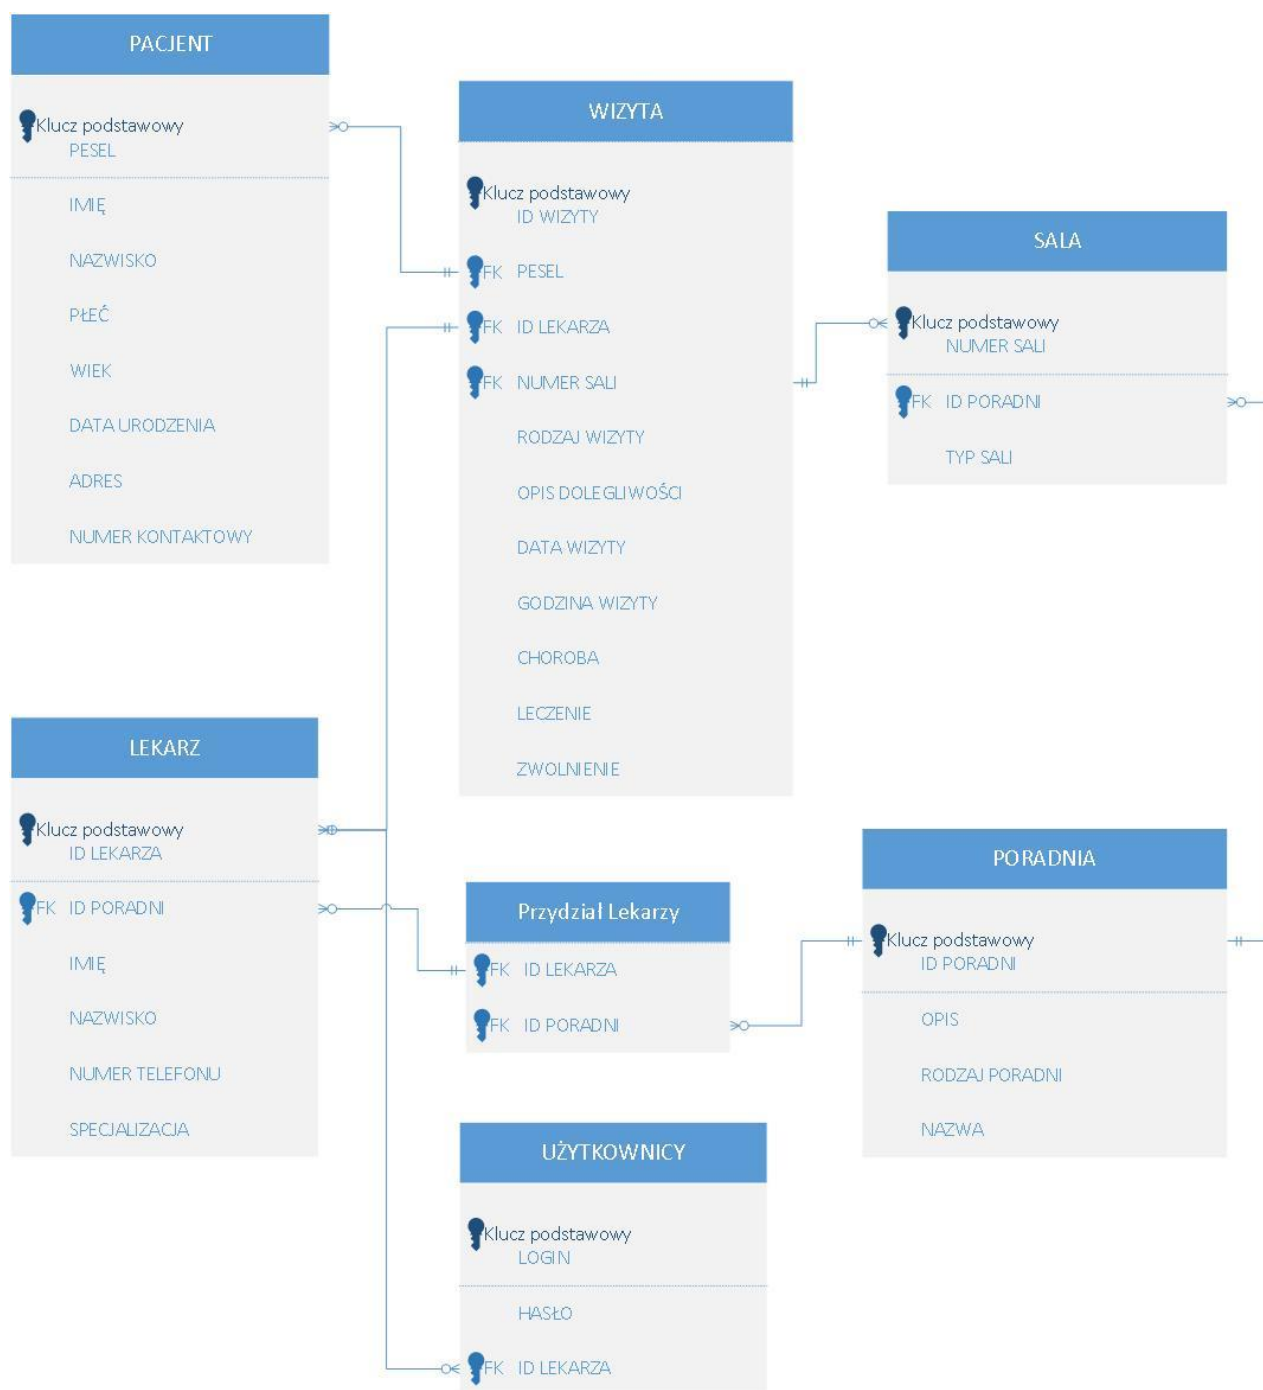 PACJENT
Klucz podstawowy
PESEL
IMIĘ
NAZWISKO
PŁEĆ
WIEK
DATA URODZENIA
ADRES
NUMER KONTAKTOWY
WIZYTA
Klucz podstawowy
ID WIZYTY
FK PESEL
FK ID LEKARZA
FK NUMER SALI
RODZAJ WIZYTY
OPIS DOLEGLIWOŚCI
DATA WIZYTY
GODZINA WIZYTY
CHOROBA
LECZENIE
ZWOLNIENIE
SALA
Klucz podstawowy
NUMER SALI
FK ID PORADNI
TYP SALI
LEKARZ
Klucz podstawowy
ID LEKARZA
FK ID PORADNI
IMIĘ
NAZWISKO
NUMER TELEFONU
SPECJALIZACJA
Przydział Lekarzy
FK ID LEKARZA
FK ID PORADNI
PORADNIA
Klucz podstawowy
ID PORADNI
OPIS
RODZAJ PORADNI
NAZWA
UŻYTKOWNICY
Klucz podstawowy
LOGIN
HASŁO
FK ID LEKARZA